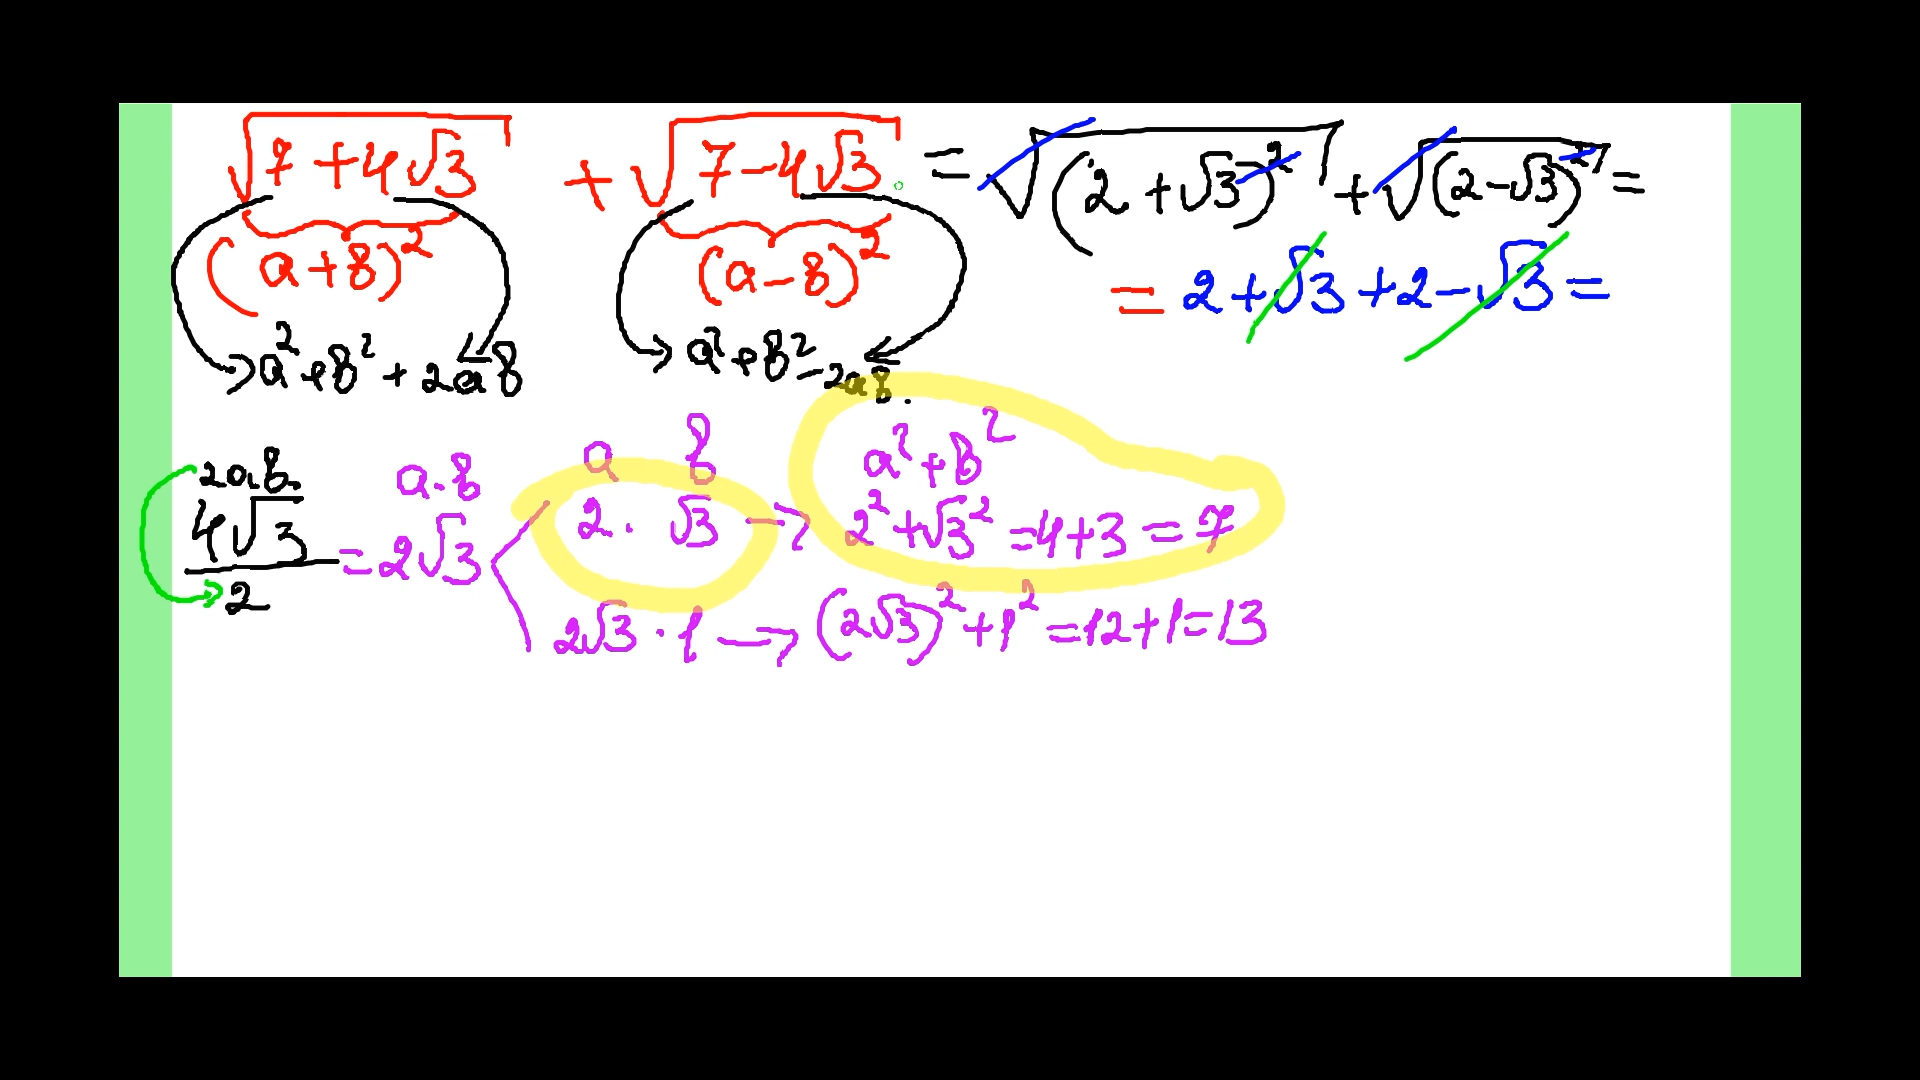 √(7+4√3) + √(7-4√3) = √((2+√3)²) + √((2-√3)²) =
(a+b)² (a-b)² = 2+√3+2-√3 =
a²+b²+2ab a²+b²-2ab.
2a.b. a.b a b a²+b²
4√3/2 = 2√3 2.√3 → 2²+√3² = 4+3 = 7
2√3.1 → (2√3)²+1² = 12+1 = 13